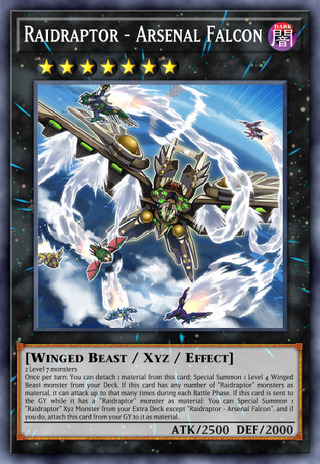 Raidraptor - Arsenal Falcon
DARK
闇
[Winged Beast / Xyz / Effect]
2 Level 7 monsters
Once per turn: You can detach 1 material from this card; Special Summon 1 Level 4 Winged
Beast monster from your Deck. If this card has any number of "Raidraptor" monsters as
material, it can attack up to that many times during each Battle Phase. If this card is sent to
the GY while it has a "Raidraptor" monster as material: You can Special Summon 1
"Raidraptor" Xyz Monster from your Extra Deck except "Raidraptor - Arsenal Falcon", and if
you do, attach this card from your GY to it as material.
ATK/2500 DEF/2000